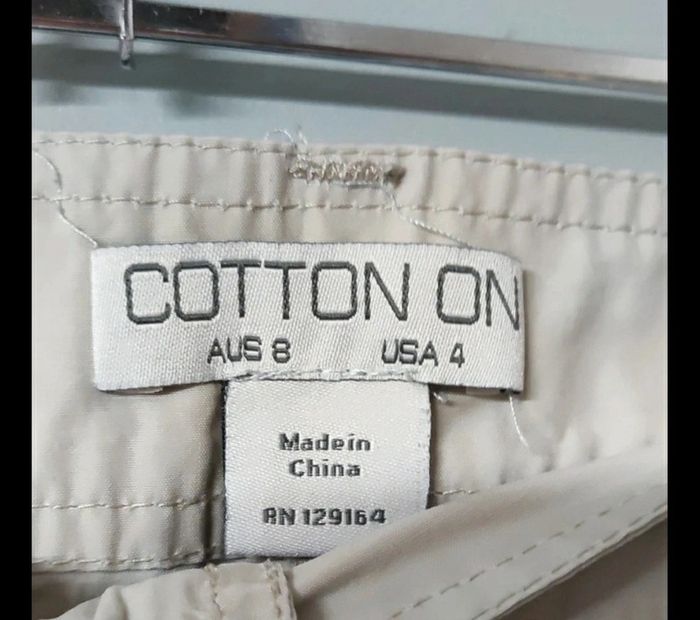 COTTON ON
AUS 8 USA 4
Made in
China
RN 129164